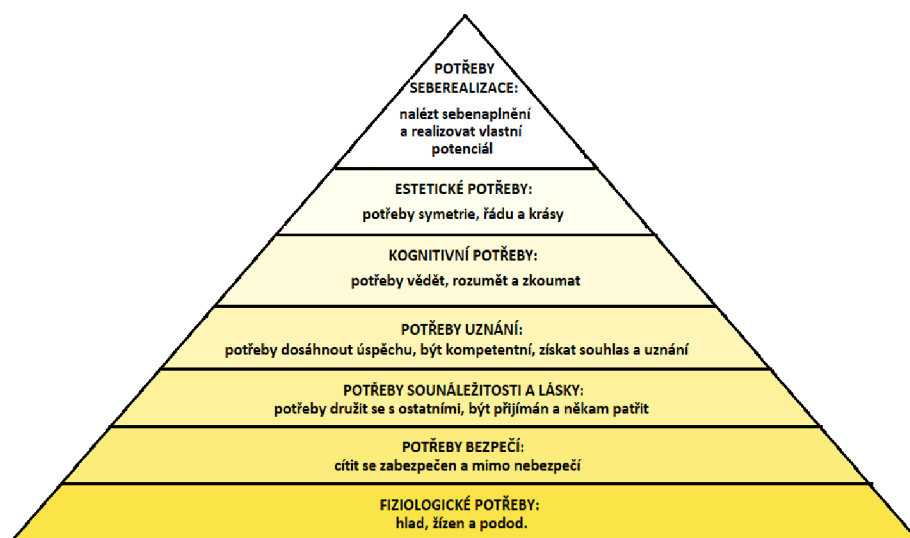 POTŘEBY
SEBEREALIZACE:
nalézt sebenaplnění
a realizovat vlastní
potenciál
ESTETICKÉ POTŘEBY:
potřeby symetrie, řádu a krásy
KOGNITIVNÍ POTŘEBY:
potřeby vědět, rozumět a zkoumat
POTŘEBY UZNÁNÍ:
potřeby dosáhnout úspěchu, být kompetentní, získat souhlas a uznání
POTŘEBY SOUNÁLEŽITOSTI A LÁSKY:
potřeby družit se s ostatními, být přijímán a někam patřit
POTŘEBY BEZPEČÍ:
cítit se zabezpečen a mimo nebezpečí
FIZIOLOGICKÉ POTŘEBY:
hlad, žízen a podod.